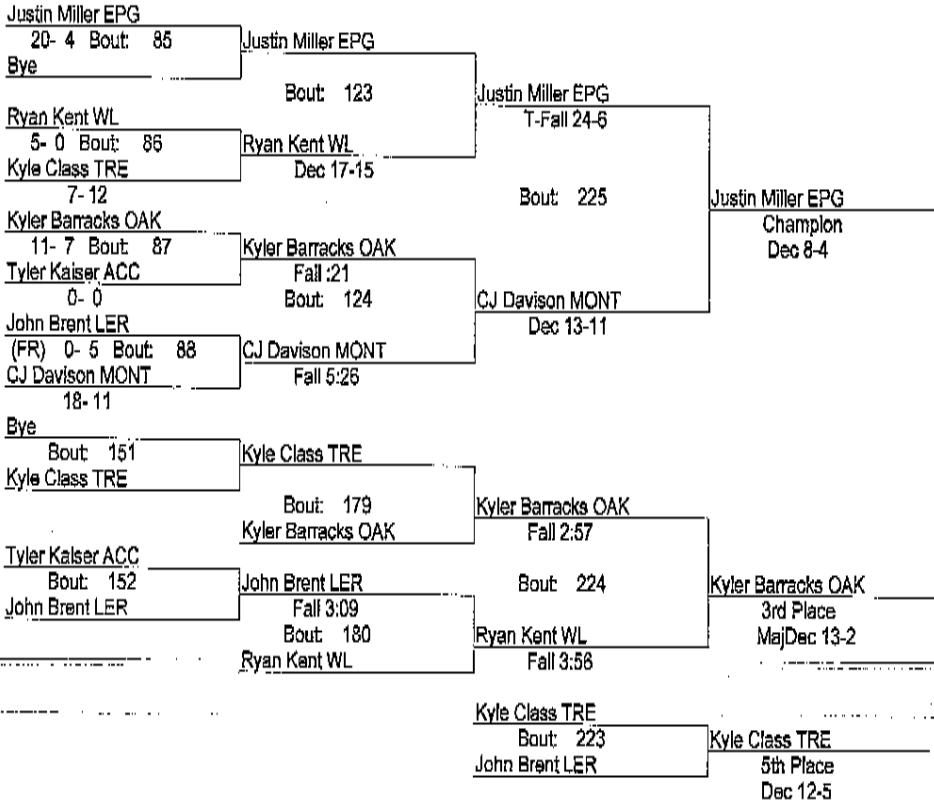 Justin Miller EPG
20- 4 Bout: 85
Bye
Justin Miller EPG
Bout: 123
Ryan Kent WL
5- 0 Bout: 86
Kyle Class TRE
7- 12
Ryan Kent WL
Dec 17-15
Justin Miller EPG
T-Fall 24-6
Bout: 225
Kyler Barracks OAK
11- 7 Bout: 87
Tyler Kaiser ACC
0- 0
Kyler Barracks OAK
Fall :21
Bout: 124
John Brent LER
(FR) 0- 5 Bout: 88
CJ Davison MONT
18- 11
CJ Davison MONT
Fall 5:26
CJ Davison MONT
Dec 13-11
Justin Miller EPG
Champion
Dec 8-4
Bye
Bout: 151
Kyle Class TRE
Kyle Class TRE
Bout: 179
Kyler Barracks OAK
Kyler Barracks OAK
Fall 2:57
Bout: 224
Tyler Kaiser ACC
Bout: 152
John Brent LER
John Brent LER
Fall 3:09
Bout: 180
Ryan Kent WL
Ryan Kent WL
Fall 3:56
Kyler Barracks OAK
3rd Place
MajDec 13-2
Kyle Class TRE
Bout: 223
John Brent LER
Kyle Class TRE
5th Place
Dec 12-5